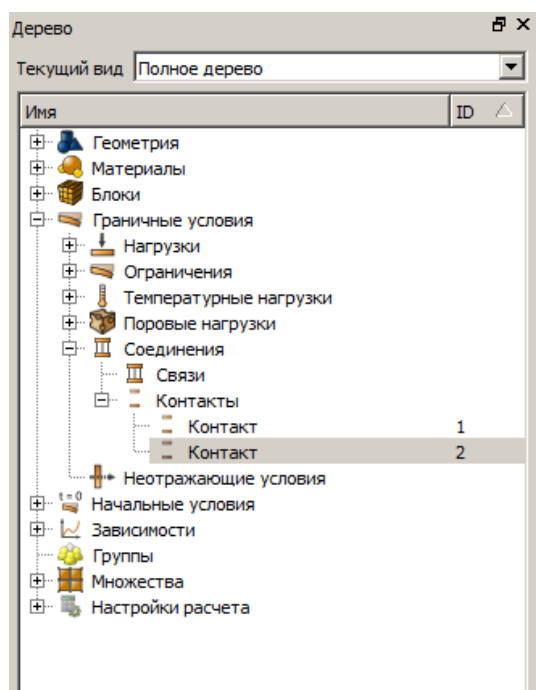 Дерево
Текущий вид Полное дерево
Имя ID
Геометрия
Материалы
Блоки
Граничные условия
Нагрузки
Ограничения
Температурные нагрузки
Поровые нагрузки
Соединения
Связи
Контакты
Контакт 1
Контакт 2
Неотражающие условия
t = 0
Начальные условия
Зависимости
Группы
Множества
Настройки расчета